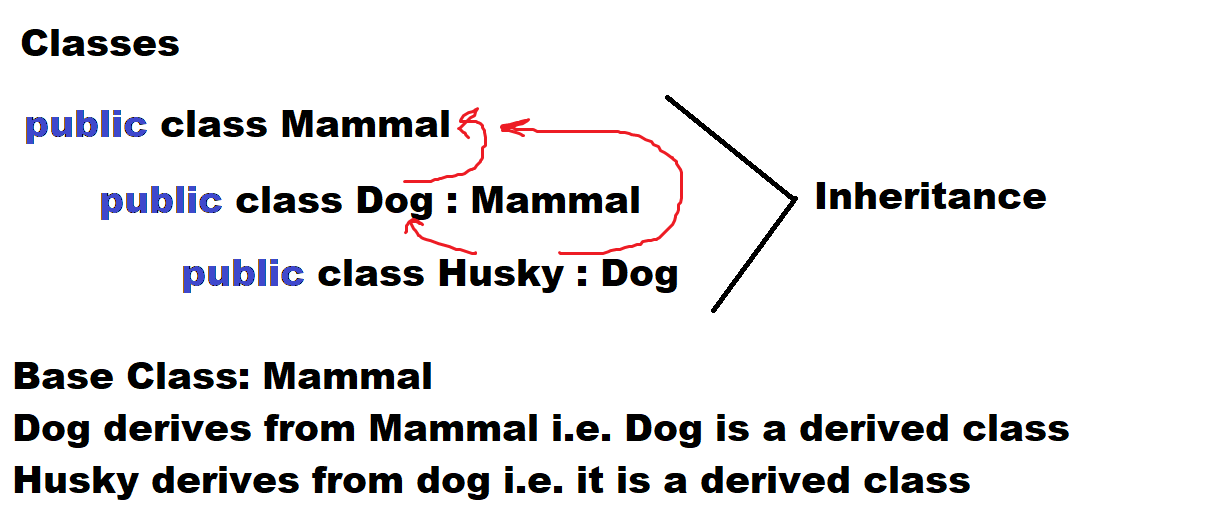 Classes
public class Mammal
public class Dog : Mammal
Inheritance
public class Husky : Dog
Base Class: Mammal
Dog derives from Mammal i.e. Dog is a derived class
Husky derives from dog i.e. it is a derived class